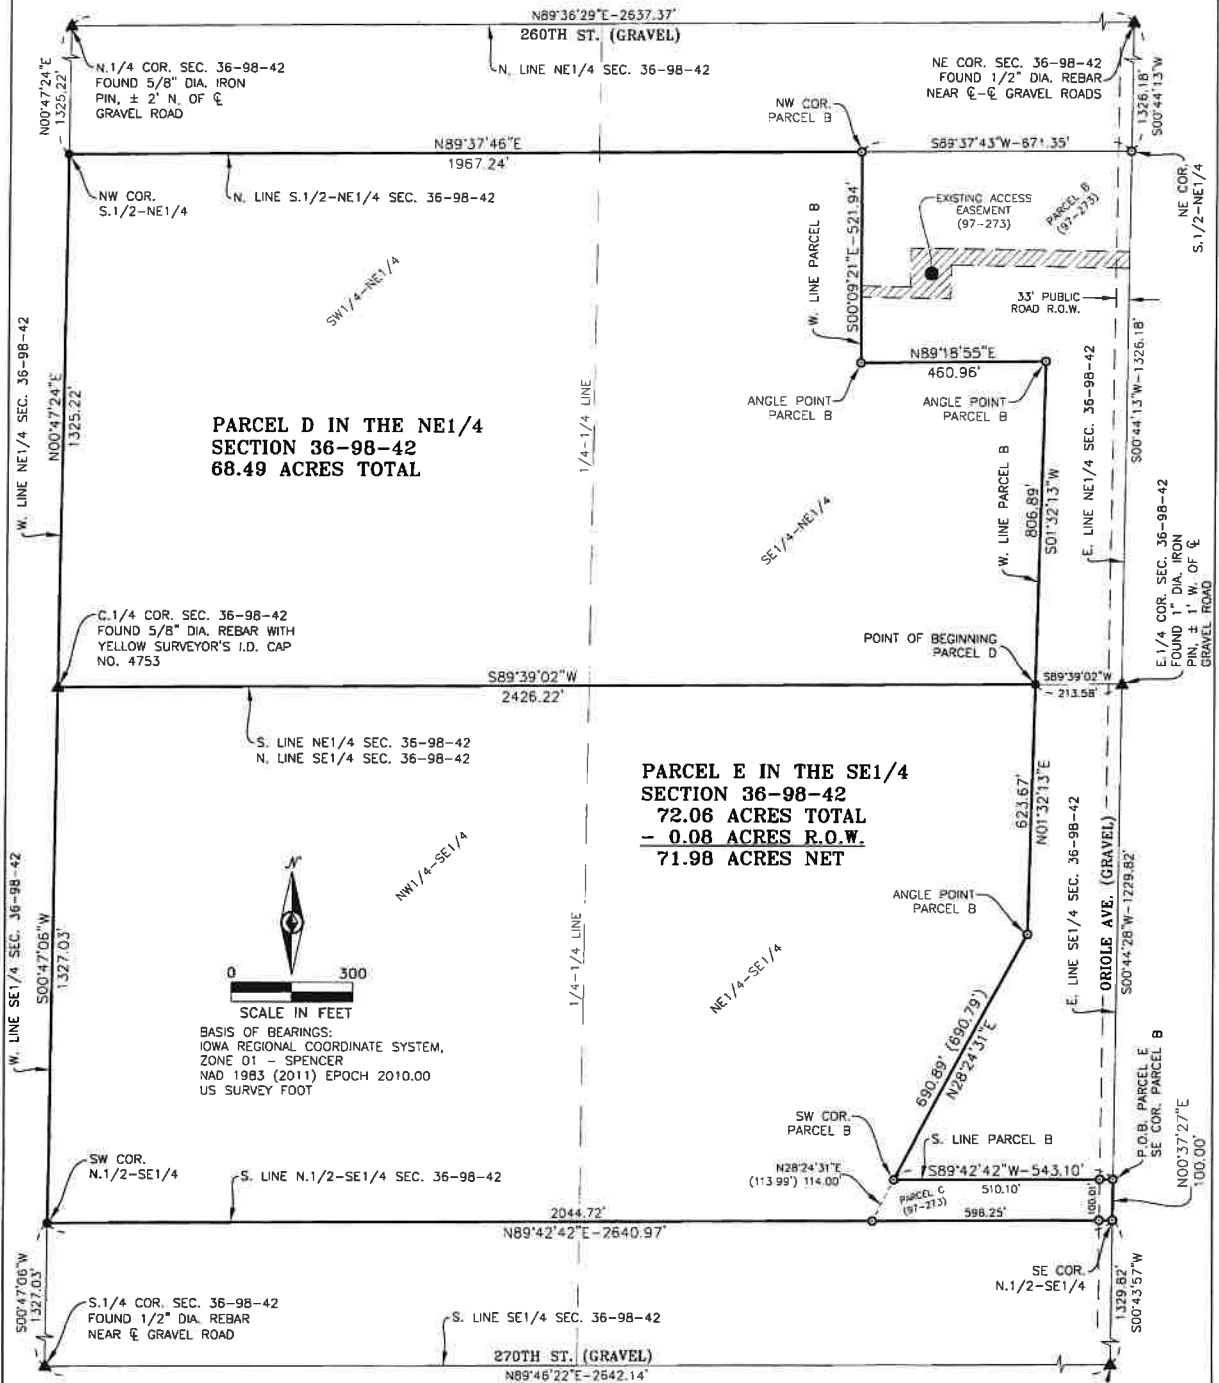 N89°36'29"E-2637.37'
260TH ST. (GRAVEL)
N. LINE NE1/4 SEC. 36-98-42
N00°47'24"E
1325.22'
N.1/4 COR. SEC. 36-98-42
FOUND 5/8" DIA. IRON
PIN, ± 2' N. OF ℄
GRAVEL ROAD
NE COR. SEC. 36-98-42
FOUND 1/2" DIA. REBAR
NEAR ℄-℄ GRAVEL ROADS
1326.18'
S00°44'13"W
NW COR.
PARCEL B
N89°37'46"E
1967.24'
S89°37'43"W-671.35'
NW COR.
S.1/2-NE1/4
N. LINE S.1/2-NE1/4 SEC. 36-98-42
NE COR.
S.1/2-NE1/4
EXISTING ACCESS
EASEMENT
(97-273)
PARCEL B
(97-273)
W. LINE PARCEL B
S00°09'21"E-521.94'
SW1/4-NE1/4
33' PUBLIC
ROAD R.O.W.
N89°18'55"E
460.96'
ANGLE POINT
PARCEL B
ANGLE POINT
PARCEL B
W. LINE NE1/4 SEC. 36-98-42
N00°47'24"E
1325.22'
PARCEL D IN THE NE1/4
SECTION 36-98-42
68.49 ACRES TOTAL
1/4-1/4 LINE
SE1/4-NE1/4
W. LINE PARCEL B
806.89'
S01°32'13"W
E. LINE NE1/4 SEC. 36-98-42
S00°44'13"W-1326.18'
E.1/4 COR. SEC. 36-98-42
FOUND 1" DIA. IRON
PIN, ± 1' W. OF ℄
GRAVEL ROAD
C.1/4 COR. SEC. 36-98-42
FOUND 5/8" DIA. REBAR WITH
YELLOW SURVEYOR'S I.D. CAP
NO. 4753
POINT OF BEGINNING
PARCEL D
S89°39'02"W
2426.22'
S89°39'02"W
- 213.58'
S. LINE NE1/4 SEC. 36-98-42
N. LINE SE1/4 SEC. 36-98-42
PARCEL E IN THE SE1/4
SECTION 36-98-42
72.06 ACRES TOTAL
- 0.08 ACRES R.O.W.
71.98 ACRES NET
623.67'
N01°32'13"E
NW1/4-SE1/4
N
0 300
SCALE IN FEET
BASIS OF BEARINGS:
IOWA REGIONAL COORDINATE SYSTEM,
ZONE 01 - SPENCER
NAD 1983 (2011) EPOCH 2010.00
US SURVEY FOOT
W. LINE SE1/4 SEC. 36-98-42
S00°47'06"W
1327.03'
1/4-1/4 LINE
NE1/4-SE1/4
ANGLE POINT
PARCEL B
E. LINE SE1/4 SEC. 36-98-42
ORIOLE AVE. (GRAVEL)
S00°44'28"W-1229.82'
690.89' (690.79')
N28°24'31"E
SW COR.
PARCEL B
S. LINE PARCEL B
P.O.B. PARCEL E
SE COR. PARCEL B
N00°37'27"E
100.00'
SW COR.
N.1/2-SE1/4
S. LINE N.1/2-SE1/4 SEC. 36-98-42
N28°24'31"E
(113.99') 114.00'
S89°42'42"W-543.10'
510.10'
PARCEL C
(97-273)
100.01'
598.25'
2044.72'
N89°42'42"E-2640.97'
SE COR.
N.1/2-SE1/4
S00°47'06"W
1327.03'
1329.82'
S00°43'57"W
S.1/4 COR. SEC. 36-98-42
FOUND 1/2" DIA. REBAR
NEAR ℄ GRAVEL ROAD
S. LINE SE1/4 SEC. 36-98-42
270TH ST. (GRAVEL)
N89°46'22"E-2642.14'